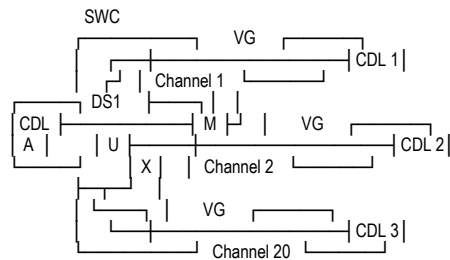 SWC
VG
CDL 1
Channel 1
DS1
CDL M VG
A U CDL 2
X Channel 2
VG
CDL 3
Channel 20